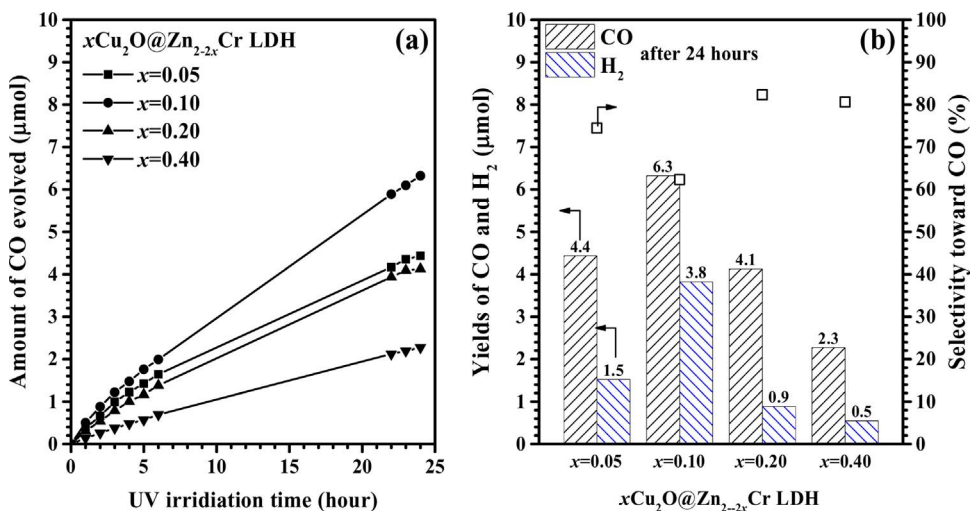 Amount of CO evolved (μmol)
10
9
8
7
6
5
4
3
2
1
0
xCu₂O@Zn₂₋₂ₓCr LDH
(a)
x=0.05
x=0.10
x=0.20
x=0.40
0 5 10 15 20 25
UV irridiation time (hour)
Yields of CO and H₂ (μmol)
10
9
8
7
6
5
4
3
2
1
0
CO
H₂
after 24 hours
(b)
4.4
1.5
6.3
3.8
4.1
0.9
2.3
0.5
x=0.05 x=0.10 x=0.20 x=0.40
xCu₂O@Zn₂₋₋₂ₓCr LDH
100
90
80
70
60
50
40
30
20
10
0
Selectivity toward CO (%)